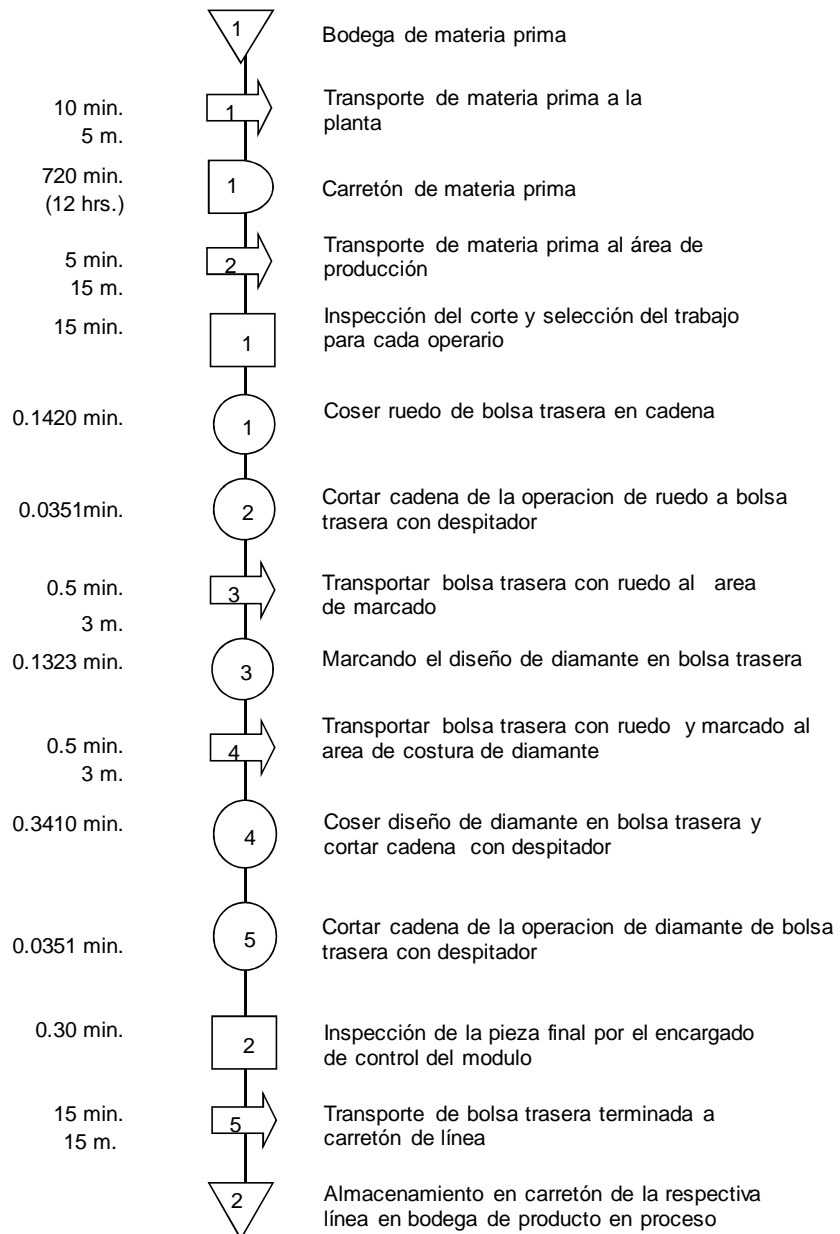 1
Bodega de materia prima
10 min.
5 m.
1
Transporte de materia prima a la
planta
720 min.
(12 hrs.)
1
Carretón de materia prima
5 min.
15 m.
2
Transporte de materia prima al área de
producción
15 min.
1
Inspección del corte y selección del trabajo
para cada operario
0.1420 min.
1
Coser ruedo de bolsa trasera en cadena
0.0351min.
2
Cortar cadena de la operacion de ruedo a bolsa
trasera con despitador
0.5 min.
3 m.
3
Transportar bolsa trasera con ruedo al area
de marcado
0.1323 min.
3
Marcando el diseño de diamante en bolsa trasera
0.5 min.
3 m.
4
Transportar bolsa trasera con ruedo y marcado al
area de costura de diamante
0.3410 min.
4
Coser diseño de diamante en bolsa trasera y
cortar cadena con despitador
0.0351 min.
5
Cortar cadena de la operacion de diamante de bolsa
trasera con despitador
0.30 min.
2
Inspección de la pieza final por el encargado
de control del modulo
15 min.
15 m.
5
Transporte de bolsa trasera terminada a
carretón de línea
2
Almacenamiento en carretón de la respectiva
línea en bodega de producto en proceso